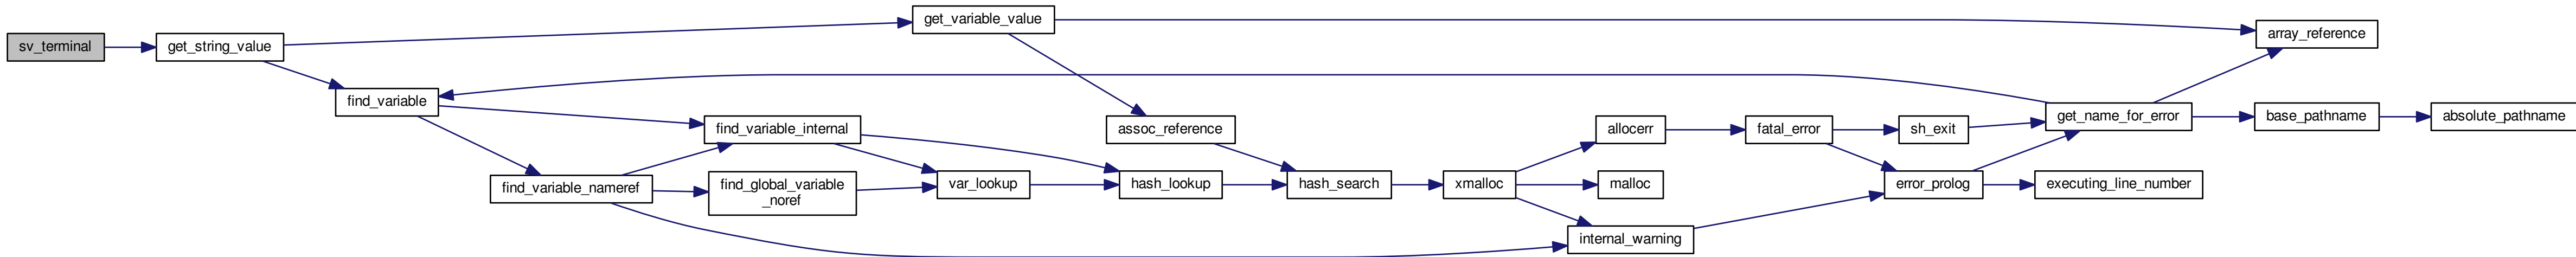 sv_terminal
get_string_value
get_variable_value
find_variable
find_variable_internal
find_variable_nameref
find_global_variable
_noref
var_lookup
assoc_reference
hash_lookup
hash_search
xmalloc
allocerr
malloc
internal_warning
fatal_error
sh_exit
error_prolog
get_name_for_error
executing_line_number
array_reference
base_pathname
absolute_pathname